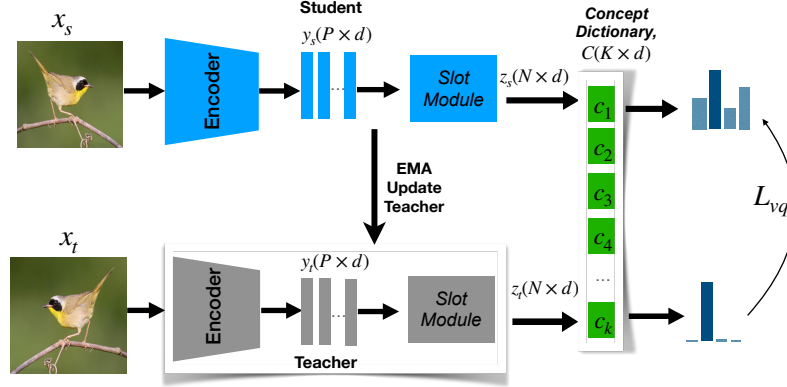 Student
x_s
Encoder
y_s(P × d)
...
Slot
Module
z_s(N × d)
Concept
Dictionary,
C(K × d)
c_1
c_2
c_3
c_4
...
c_k
EMA
Update
Teacher
L_vq
x_t
Encoder
y_t(P × d)
...
Slot
Module
z_t(N × d)
Teacher